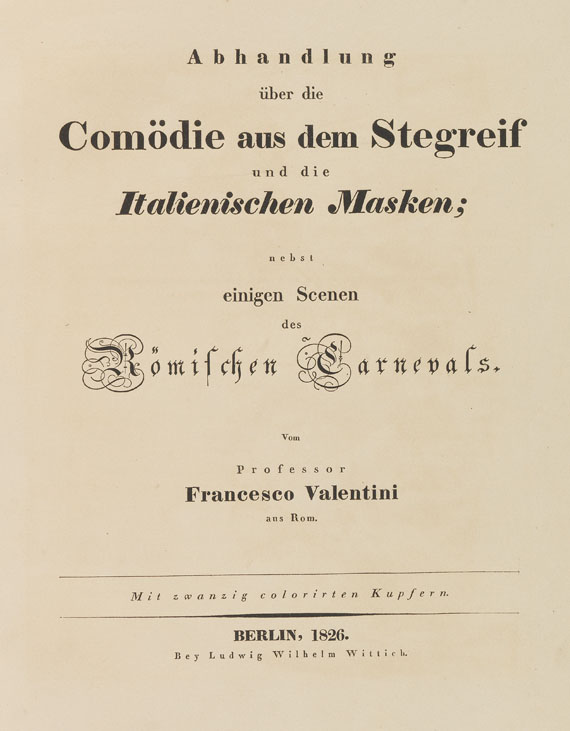 Abhandlung
über die
Comödie aus dem Stegreif
und die
Italienischen Masken;
nebst
einigen Scenen
des
Römischen Carnevals.
Vom
Professor
Francesco Valentini
aus Rom.
Mit zwanzig colorirten Kupfern.
BERLIN, 1826.
Bey Ludwig Wilhelm Wittich.